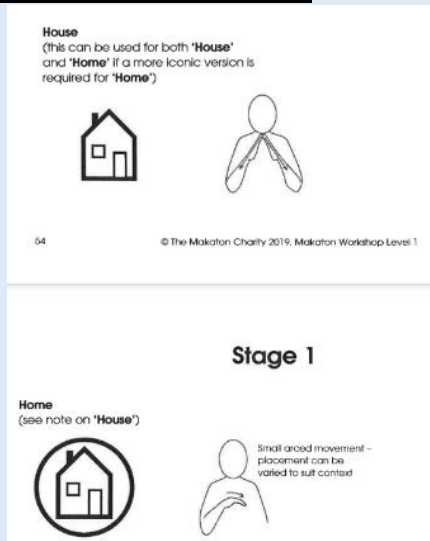 House
(this can be used for both 'House'
and 'Home' if a more iconic version is
required for 'Home')
54
© The Makaton Charity 2019, Makaton Workshop Level 1
Stage 1
Home
(see note on 'House')
Small arced movement –
placement can be
varied to suit context